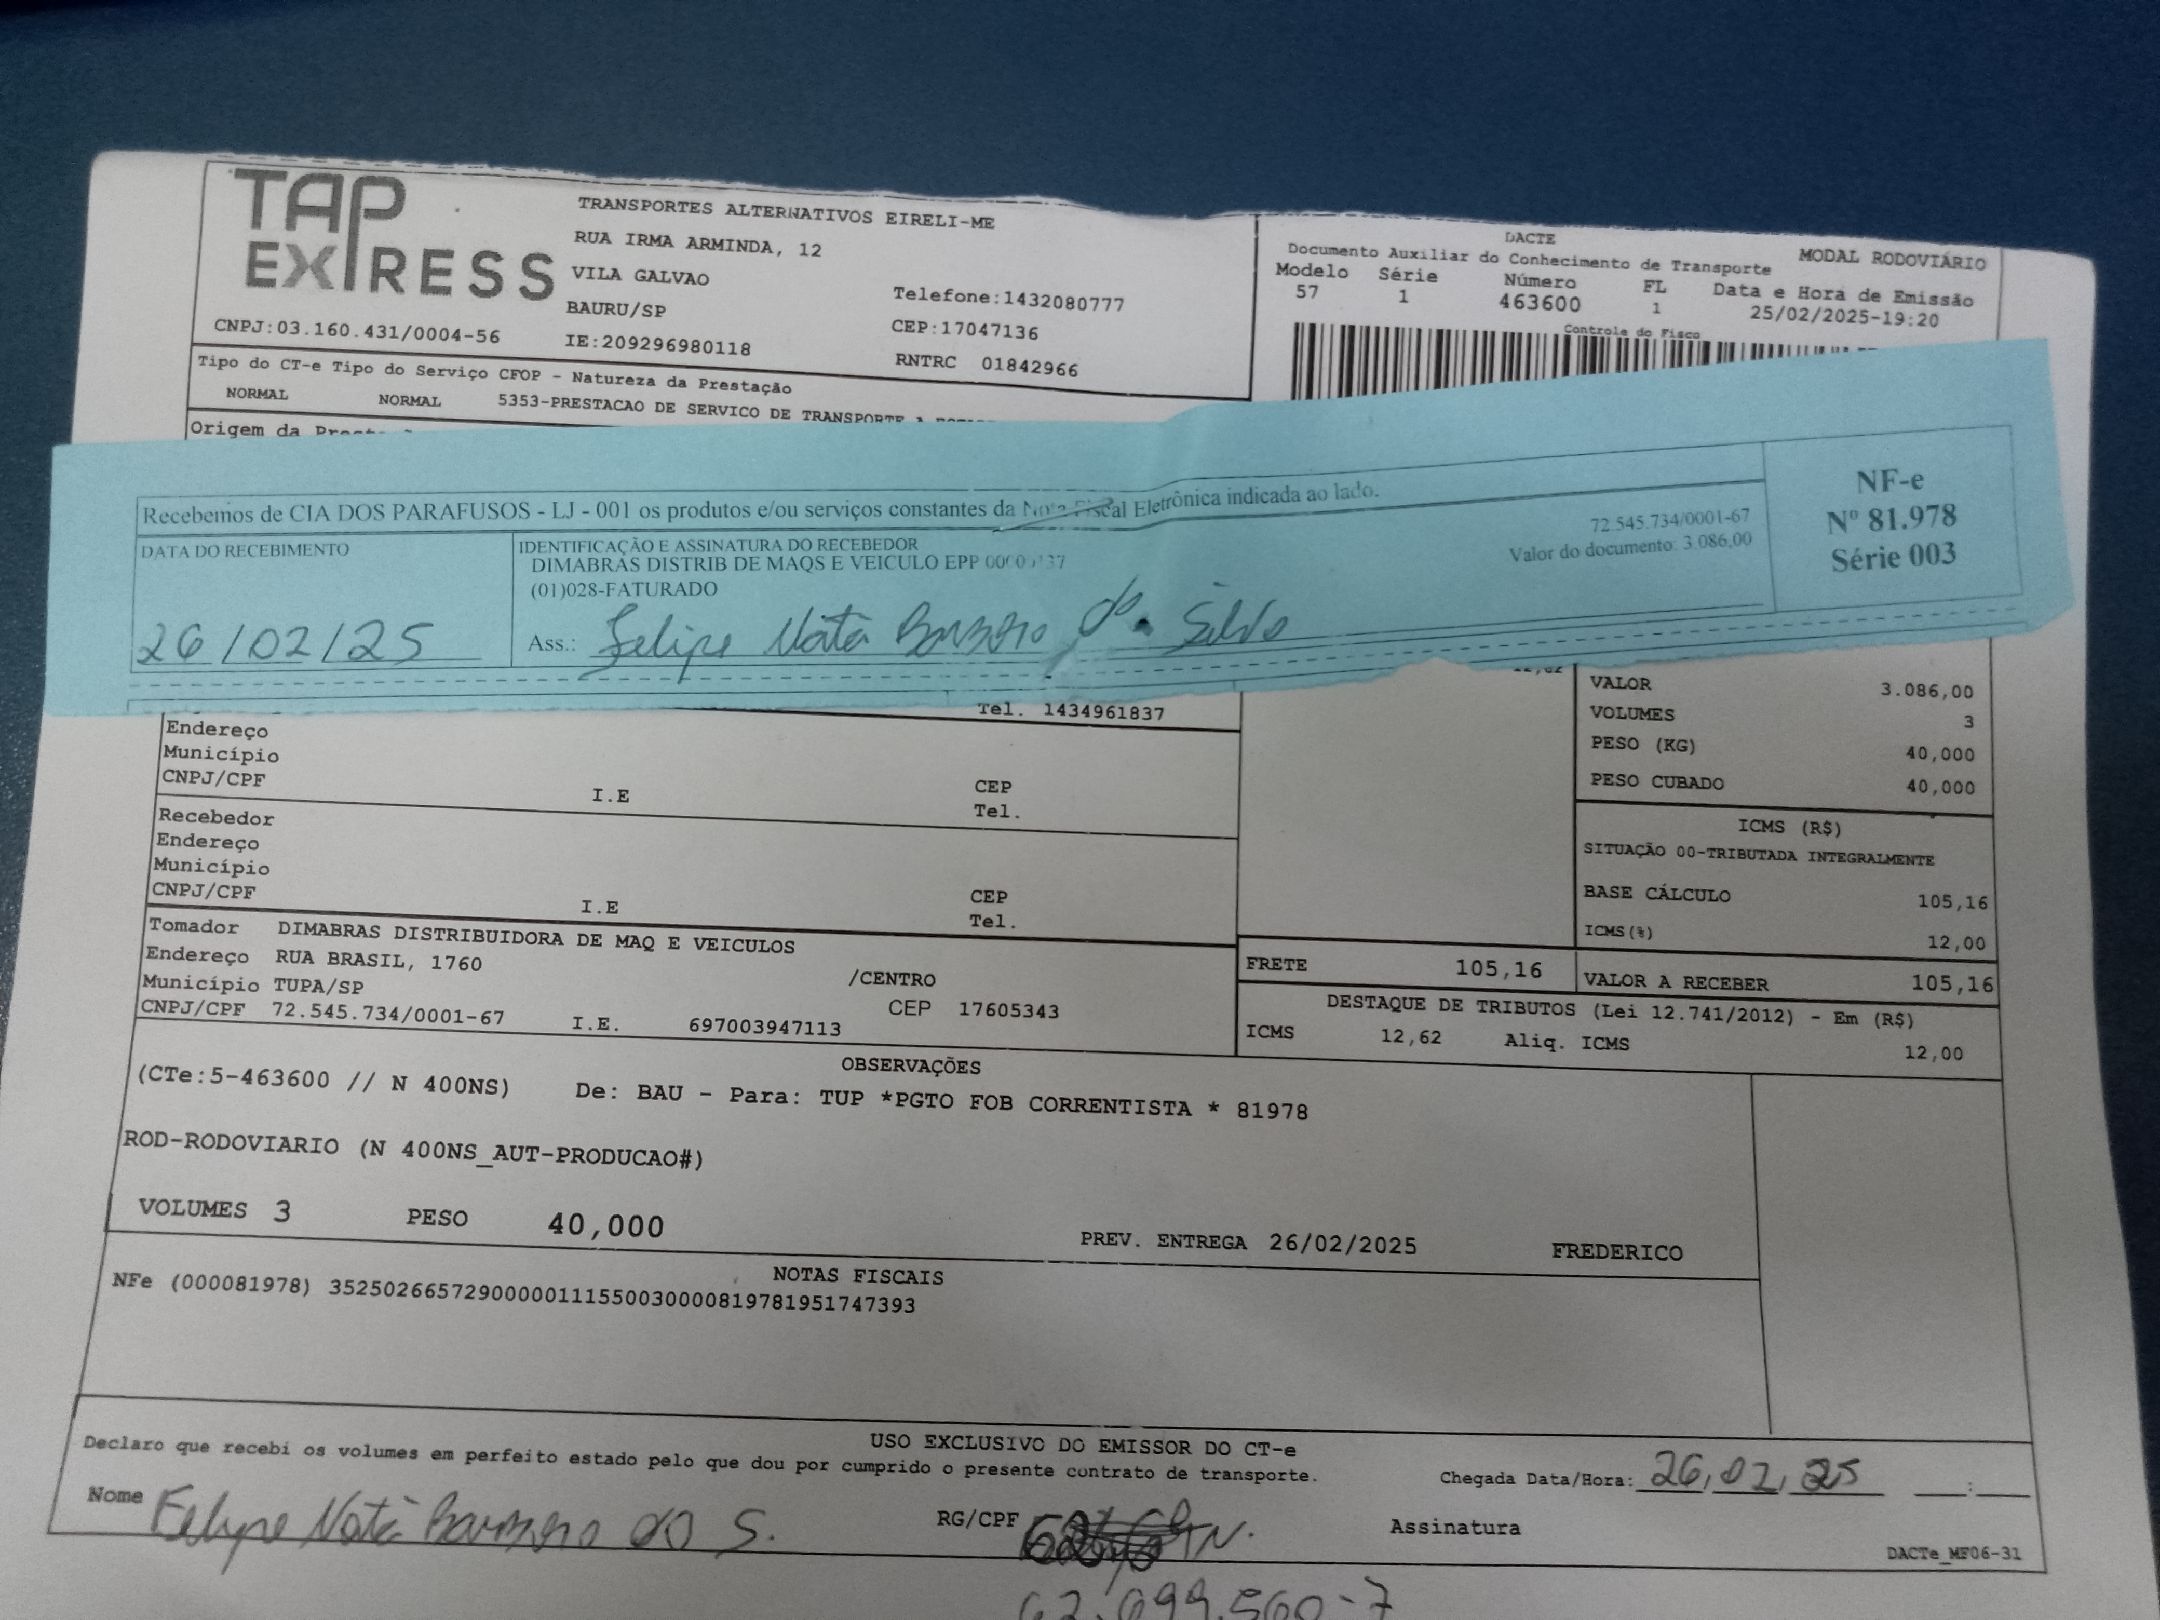 TAP EXPRESS
TRANSPORTES ALTERNATIVOS EIRELI-ME
RUA IRMA ARMINDA, 12
VILA GALVAO
BAURU/SP Telefone:1432080777
CNPJ:03.160.431/0004-56 IE:209296980118 CEP:17047136
RNTRC 01842966
DACTE
Documento Auxiliar do Conhecimento de Transporte MODAL RODOVIÁRIO
Modelo Série Número FL Data e Hora de Emissão
57 1 463600 1 25/02/2025-19:20
Controle do Fisco
Tipo do CT-e Tipo do Serviço CFOP - Natureza da Prestação
NORMAL NORMAL 5353-PRESTACAO DE SERVICO DE TRANSPORTE
Origem da
Recebemos de CIA DOS PARAFUSOS - LJ - 001 os produtos e/ou serviços constantes da Nota Fiscal Eletrônica indicada ao lado.
DATA DO RECEBIMENTO
26/02/25
IDENTIFICAÇÃO E ASSINATURA DO RECEBEDOR
DIMABRAS DISTRIB DE MAQS E VEICULO EPP
(01)028-FATURADO
72.545.734/0001-67
Valor do documento: 3.086,00
Ass.: Felipe Natã da Silva
NF-e
Nº 81.978
Série 003
Tel. 1434961837
VALOR 3.086,00
VOLUMES 3
PESO (KG) 40,000
PESO CUBADO 40,000
Endereço
Município
CNPJ/CPF I.E CEP
Tel.
Recebedor
Endereço
Município
CNPJ/CPF I.E CEP
Tel.
ICMS (R$)
SITUAÇÃO 00-TRIBUTADA INTEGRALMENTE
BASE CÁLCULO 105,16
ICMS(%) 12,00
Tomador DIMABRAS DISTRIBUIDORA DE MAQ E VEICULOS
Endereço RUA BRASIL, 1760 /CENTRO
Município TUPA/SP CEP 17605343
CNPJ/CPF 72.545.734/0001-67 I.E. 697003947113
FRETE 105,16 VALOR A RECEBER 105,16
DESTAQUE DE TRIBUTOS (Lei 12.741/2012) - Em (R$)
ICMS 12,62 Aliq. ICMS 12,00
OBSERVAÇÕES
(CTe:5-463600 // N 400NS) De: BAU - Para: TUP *PGTO FOB CORRENTISTA * 81978
ROD-RODOVIARIO (N 400NS_AUT-PRODUCAO#)
VOLUMES 3 PESO 40,000 PREV. ENTREGA 26/02/2025 FREDERICO
NOTAS FISCAIS
NFe (000081978) 35250266572900000111550030000819781951747393
USO EXCLUSIVO DO EMISSOR DO CT-e
Declaro que recebi os volumes em perfeito estado pelo que dou por cumprido o presente contrato de transporte.
Chegada Data/Hora: 26,02,25 :
Nome Felipe Natã da S. RG/CPF Assinatura
DACTe_MF06-31